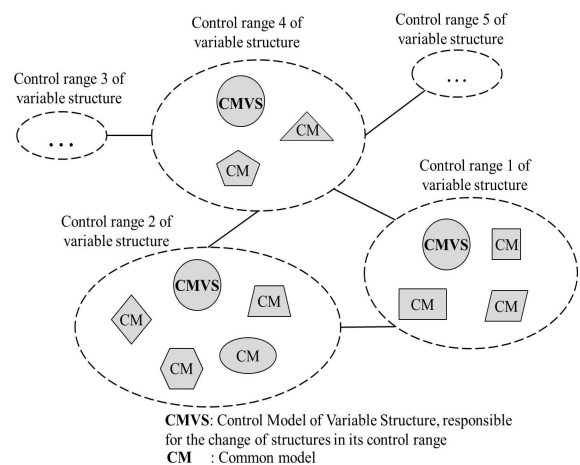 Control range 4 of
variable structure
Control range 5 of
variable structure
...
Control range 3 of
variable structure
...
CMVS
CM
CM
Control range 1 of
variable structure
CMVS
CM
CM
CM
Control range 2 of
variable structure
CMVS
CM
CM
CM
CM
CMVS: Control Model of Variable Structure, responsible
for the change of structures in its control range
CM : Common model